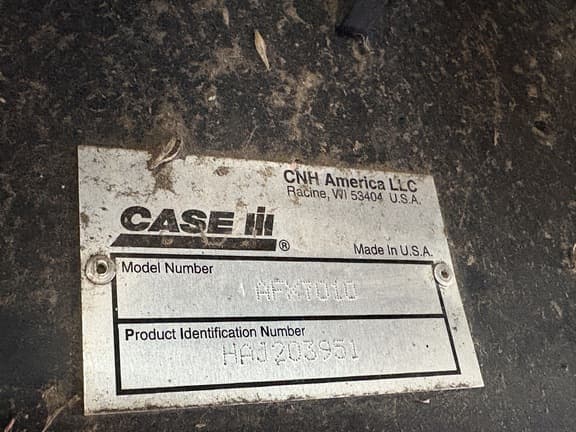 CNH America LLC
Racine, WI 53404 U.S.A.
CASE IH
®
Made In U.S.A.
Model Number
AFX7010
Product Identification Number
HAJ203951